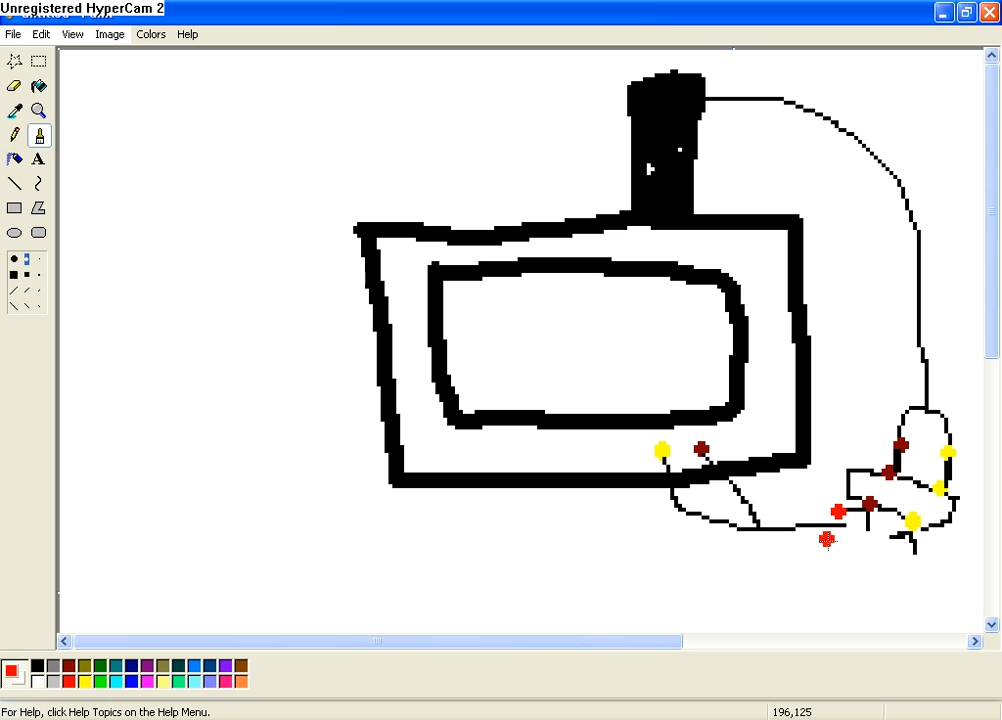 Unregistered HyperCam 2
File Edit View Image Colors Help
A
For Help, click Help Topics on the Help Menu.
196,125